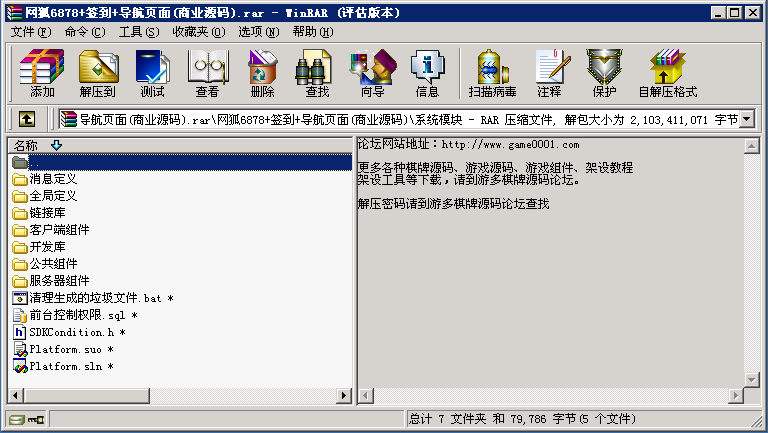 网狐6878+签到+导航页面(商业源码).rar - WinRAR (评估版本)
文件(F) 命令(C) 工具(S) 收藏夹(O) 选项(N) 帮助(H)
添加 解压到 测试 查看 删除 查找 向导 信息 扫描病毒 注释 保护 自解压格式
导航页面(商业源码).rar\网狐6878+签到+导航页面(商业源码)\系统模块 - RAR 压缩文件, 解包大小为 2,103,411,071 字节
名称
..
消息定义
全局定义
链接库
客户端组件
开发库
公共组件
服务器组件
清理生成的垃圾文件.bat *
前台控制权限.sql *
SDKCondition.h *
Platform.suo *
Platform.sln *
论坛网站地址：http://www.game0001.com
更多各种棋牌源码、游戏源码、游戏组件、架设教程
架设工具等下载，请到游多棋牌源码论坛。
解压密码请到游多棋牌源码论坛查找
总计 7 文件夹 和 79,786 字节(5 个文件)